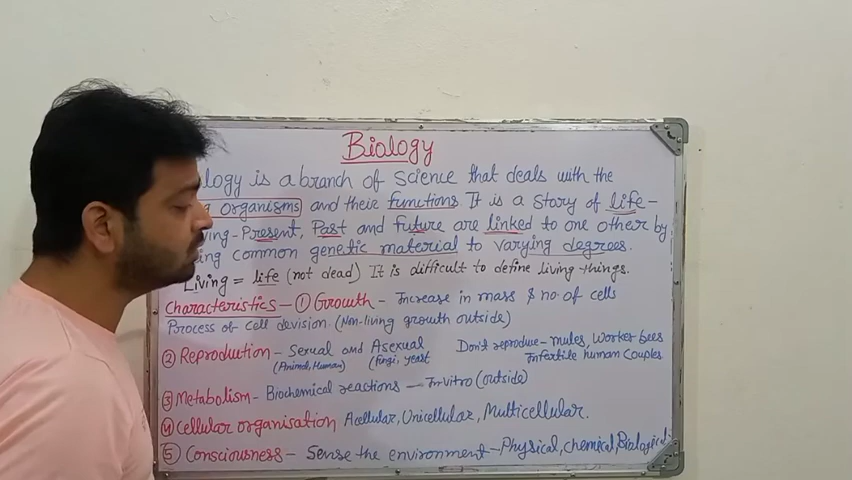 Biology
logy is a branch of Science that deals with the
organisms and their functions It is a story of life -
ving - Present, Past and future are linked to one other by
ing common genetic material to varying degrees.
Living = life (not dead) It is difficult to define living-things.
Characteristics - ① Growth - Increase in mass & no. of cells
Process of cell devision (Non-living growth outside)
② Reproduction - Sexual and Asexual Don't reproduce - mules, Worker bees
(Animal, Human) (fungi, yeast Infertile human couples
③ Metabolism - Biochemical reactions - Invitro (outside)
④ Cellular organisation Acellular, Unicellular, Multicellular.
⑤ Consciousness - Sense the environment - Physical, chemical, Biological